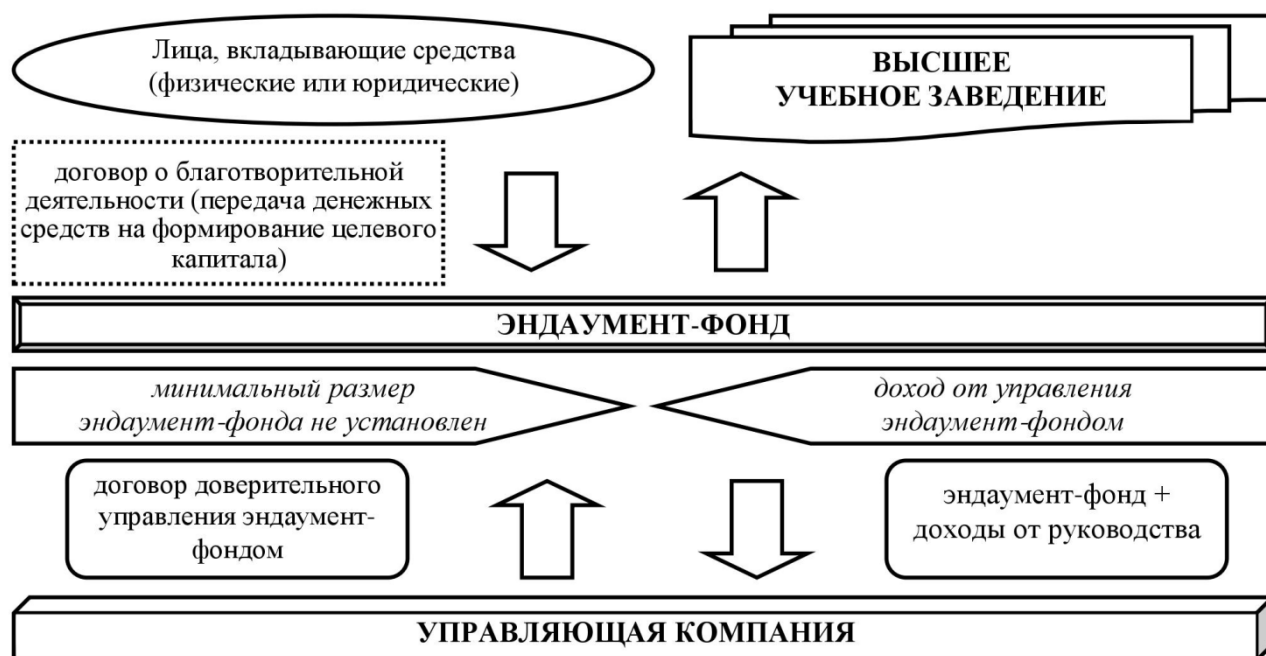 Лица, вкладывающие средства
(физические или юридические)
ВЫСШЕЕ
УЧЕБНОЕ ЗАВЕДЕНИЕ
договор о благотворительной
деятельности (передача денежных
средств на формирование целевого
капитала)
ЭНДАУМЕНТ-ФОНД
минимальный размер
эндаумент-фонда не установлен
доход от управления
эндаумент-фондом
договор доверительного
управления эндаумент-
фондом
эндаумент-фонд +
доходы от руководства
УПРАВЛЯЮЩАЯ КОМПАНИЯ